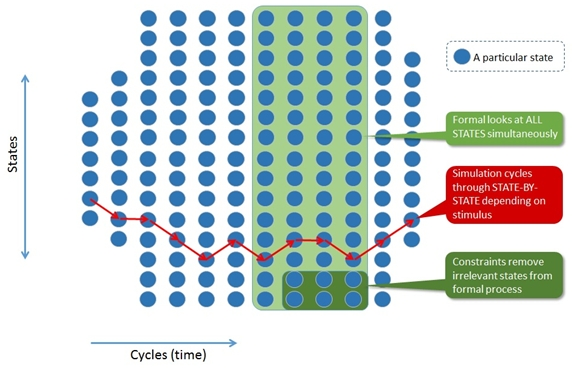 A particular state
States
Formal looks at ALL
STATES simultaneously
Simulation cycles
through STATE-BY-
STATE depending on
stimulus
Constraints remove
irrelevant states from
formal process
Cycles (time)